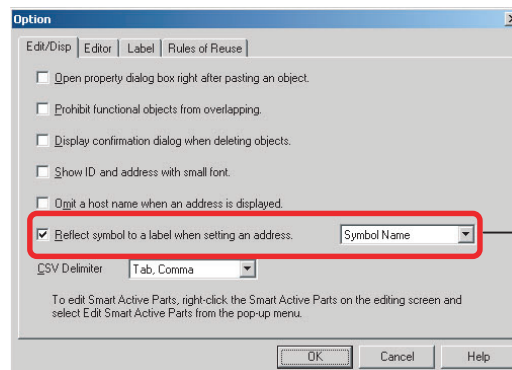 Option
Edit/Disp Editor Label Rules of Reuse
Open property dialog box right after pasting an object.
Prohibit functional objects from overlapping.
Display confirmation dialog when deleting objects.
Show ID and address with small font.
Omit a host name when an address is displayed.
Reflect symbol to a label when setting an address. Symbol Name
CSV Delimiter Tab, Comma
To edit Smart Active Parts, right-click the Smart Active Parts on the editing screen and
select Edit Smart Active Parts from the pop-up menu.
OK Cancel Help